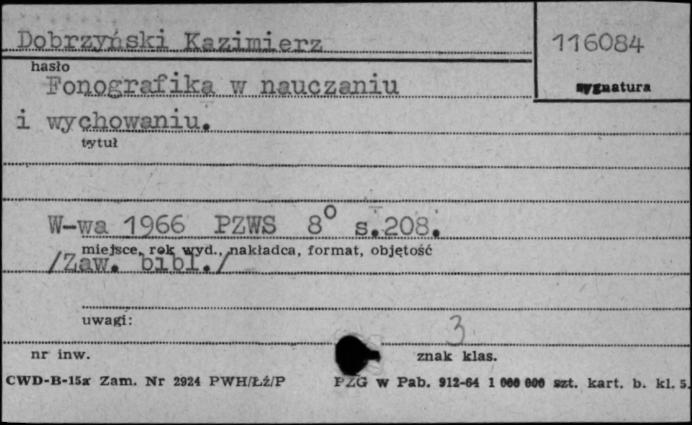 Dobrzyński Kazimierz
116084
hasło
sygnatura
Fonografika w nauczaniu
i wychowaniu.
tytuł
W-wa 1966 PZWS 8° s.208.
miejsce, rok wyd., nakładca, format, objętość
/Zaw. bibl./
uwagi:
3
nr inw.
znak klas.
CWD-B-15a Zam. Nr 2924 PWH/Łź/P
PZG w Pab. 912-64 1 000 000 szt. kart. b. kl. 5.